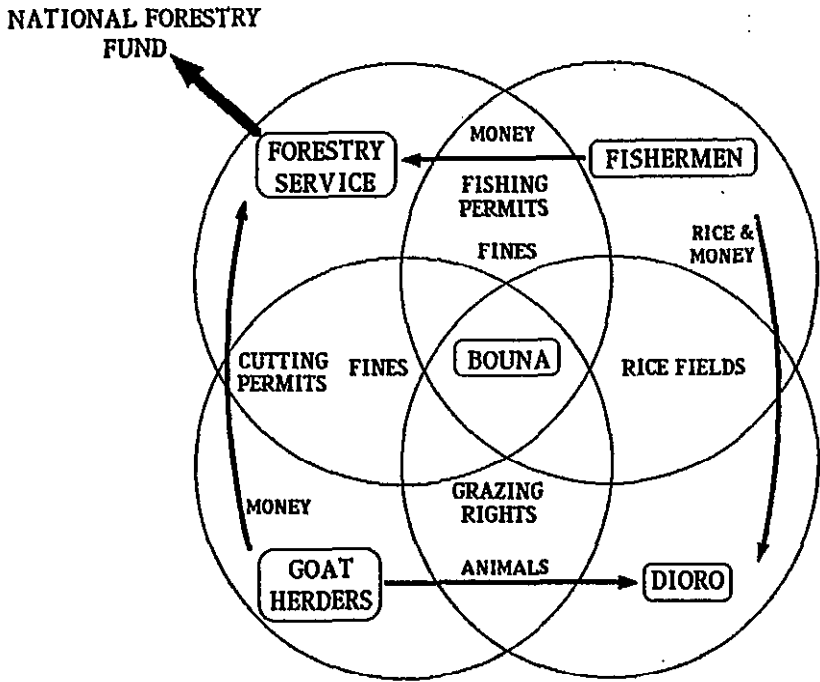 NATIONAL FORESTRY
FUND
MONEY
FORESTRY
SERVICE
FISHERMEN
FISHING
PERMITS
RICE &
MONEY
FINES
CUTTING
PERMITS
FINES
BOUNA
RICE FIELDS
MONEY
GRAZING
RIGHTS
GOAT
HERDERS
ANIMALS
DIORO